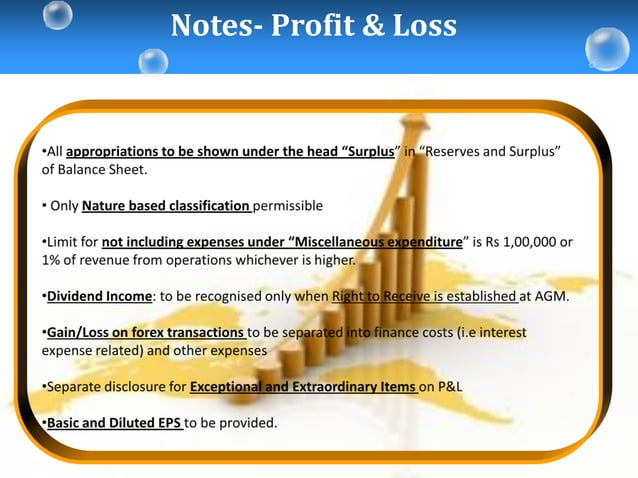 Notes- Profit & Loss
•All appropriations to be shown under the head “Surplus” in “Reserves and Surplus”
of Balance Sheet.
• Only Nature based classification permissible
•Limit for not including expenses under “Miscellaneous expenditure” is Rs 1,00,000 or
1% of revenue from operations whichever is higher.
•Dividend Income: to be recognised only when Right to Receive is established at AGM.
•Gain/Loss on forex transactions to be separated into finance costs (i.e interest
expense related) and other expenses
•Separate disclosure for Exceptional and Extraordinary Items on P&L
•Basic and Diluted EPS to be provided.